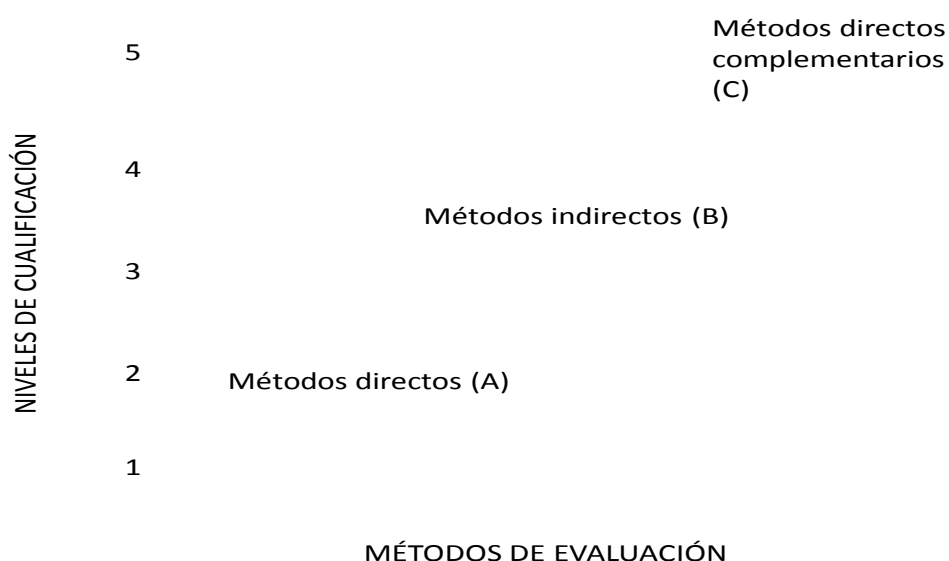 Métodos directos
complementarios
(C)
5
4
Métodos indirectos (B)
3
2
Métodos directos (A)
1
NIVELES DE CUALIFICACIÓN
MÉTODOS DE EVALUACIÓN